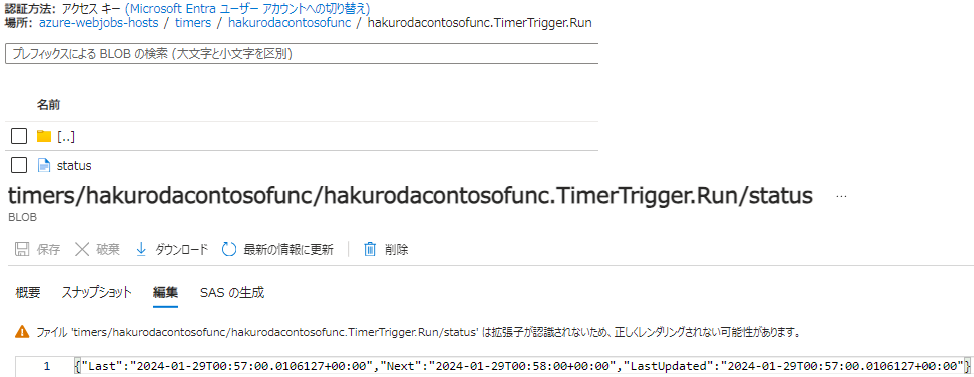 認証方法: アクセス キー (Microsoft Entra ユーザー アカウントへの切り替え)
場所: azure-webjobs-hosts / timers / hakurodacontosofunc / hakurodacontosofunc.TimerTrigger.Run
プレフィックスによる BLOB の検索 (大文字と小文字を区別)
名前
[..]
status
timers/hakurodacontosofunc/hakurodacontosofunc.TimerTrigger.Run/status ...
BLOB
保存 破棄 ダウンロード 最新の情報に更新 削除
概要 スナップショット 編集 SAS の生成
ファイル 'timers/hakurodacontosofunc/hakurodacontosofunc.TimerTrigger.Run/status' は拡張子が認識されないため、正しくレンダリングされない可能性があります。
1 {"Last":"2024-01-29T00:57:00.0106127+00:00","Next":"2024-01-29T00:58:00+00:00","LastUpdated":"2024-01-29T00:57:00.0106127+00:00"}